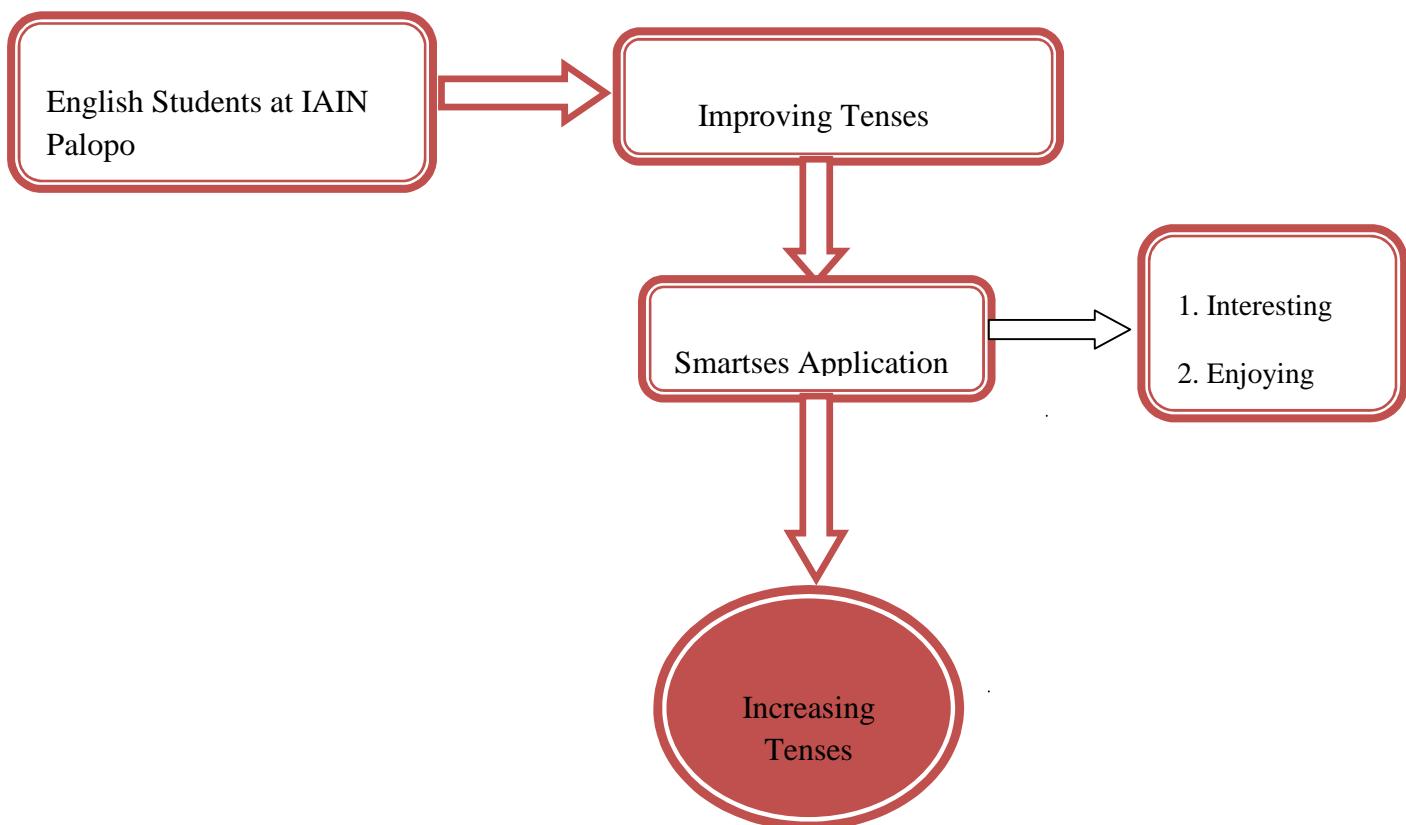 English Students at IAIN
Palopo
Improving Tenses
Smartses Application
1. Interesting
2. Enjoying
Increasing
Tenses